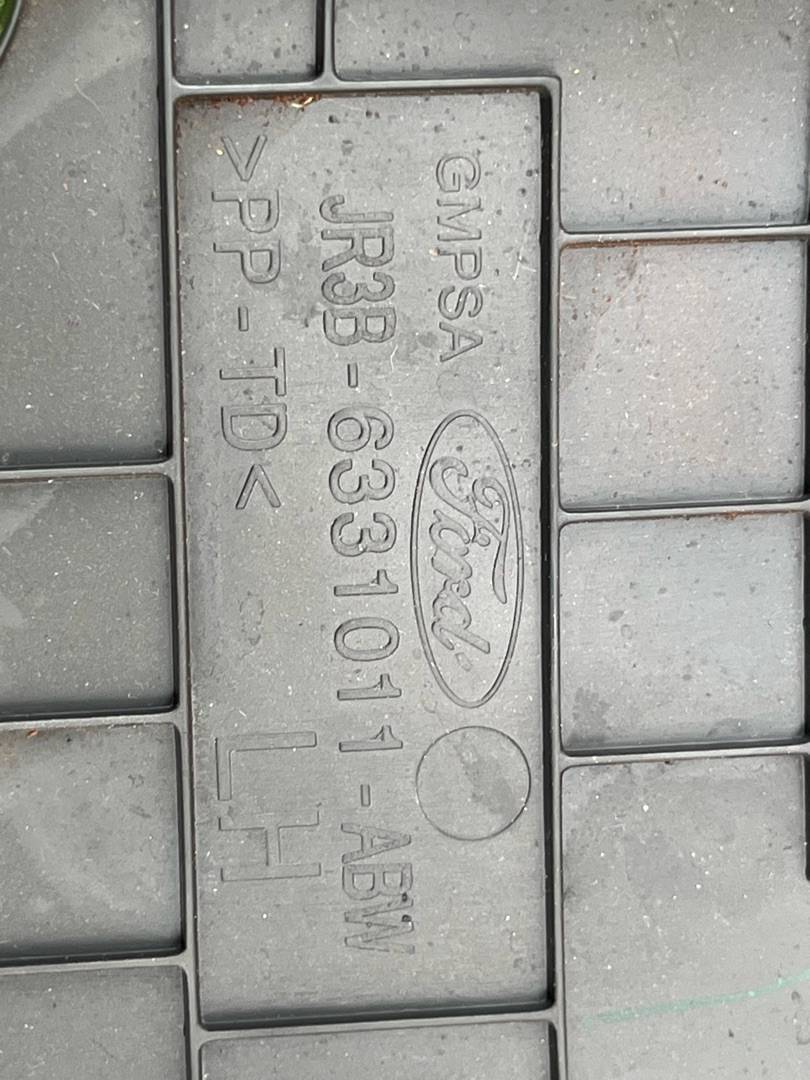 GMPSA Ford
JR3B-6331011-ABW
>PP-TD< LH